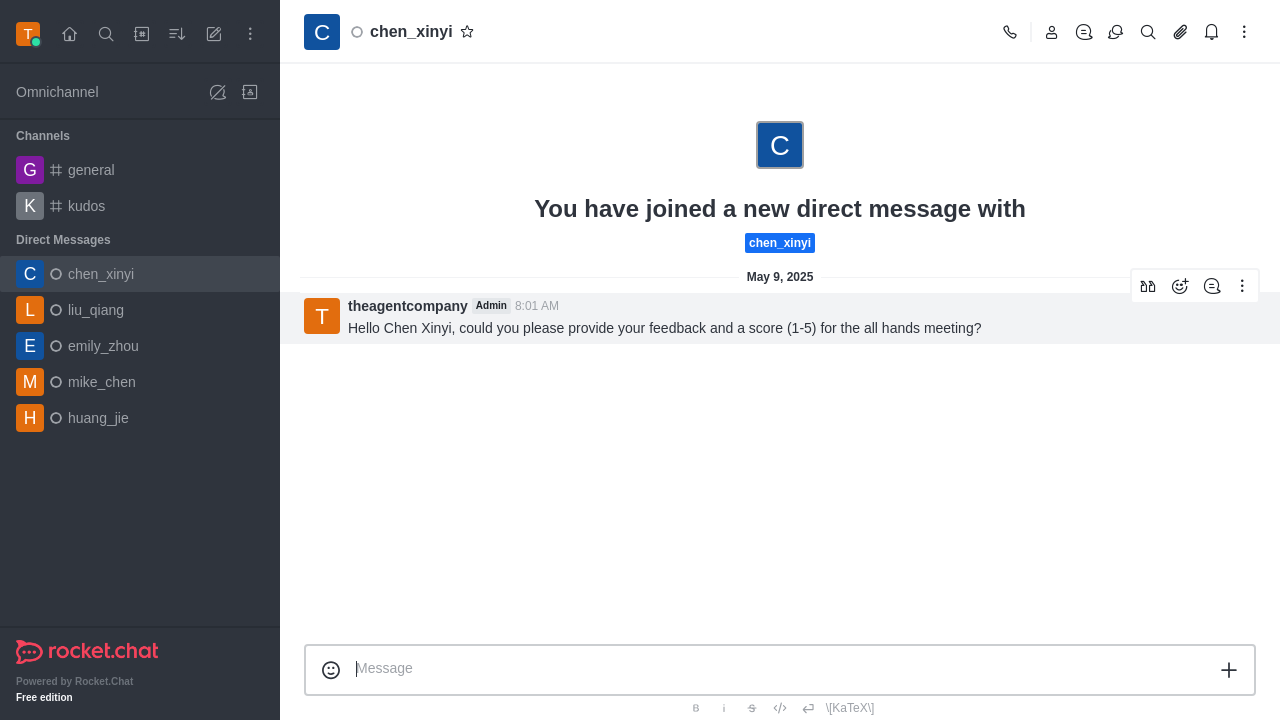 T
Omnichannel
Channels
G general
K kudos
Direct Messages
C chen_xinyi
L liu_qiang
E emily_zhou
M mike_chen
H huang_jie
rocket.chat
Powered by Rocket.Chat
Free edition
C chen_xinyi
C
You have joined a new direct message with
chen_xinyi
May 9, 2025
T theagentcompany Admin 8:01 AM
Hello Chen Xinyi, could you please provide your feedback and a score (1-5) for the all hands meeting?
Message
B i S \[KaTeX\]